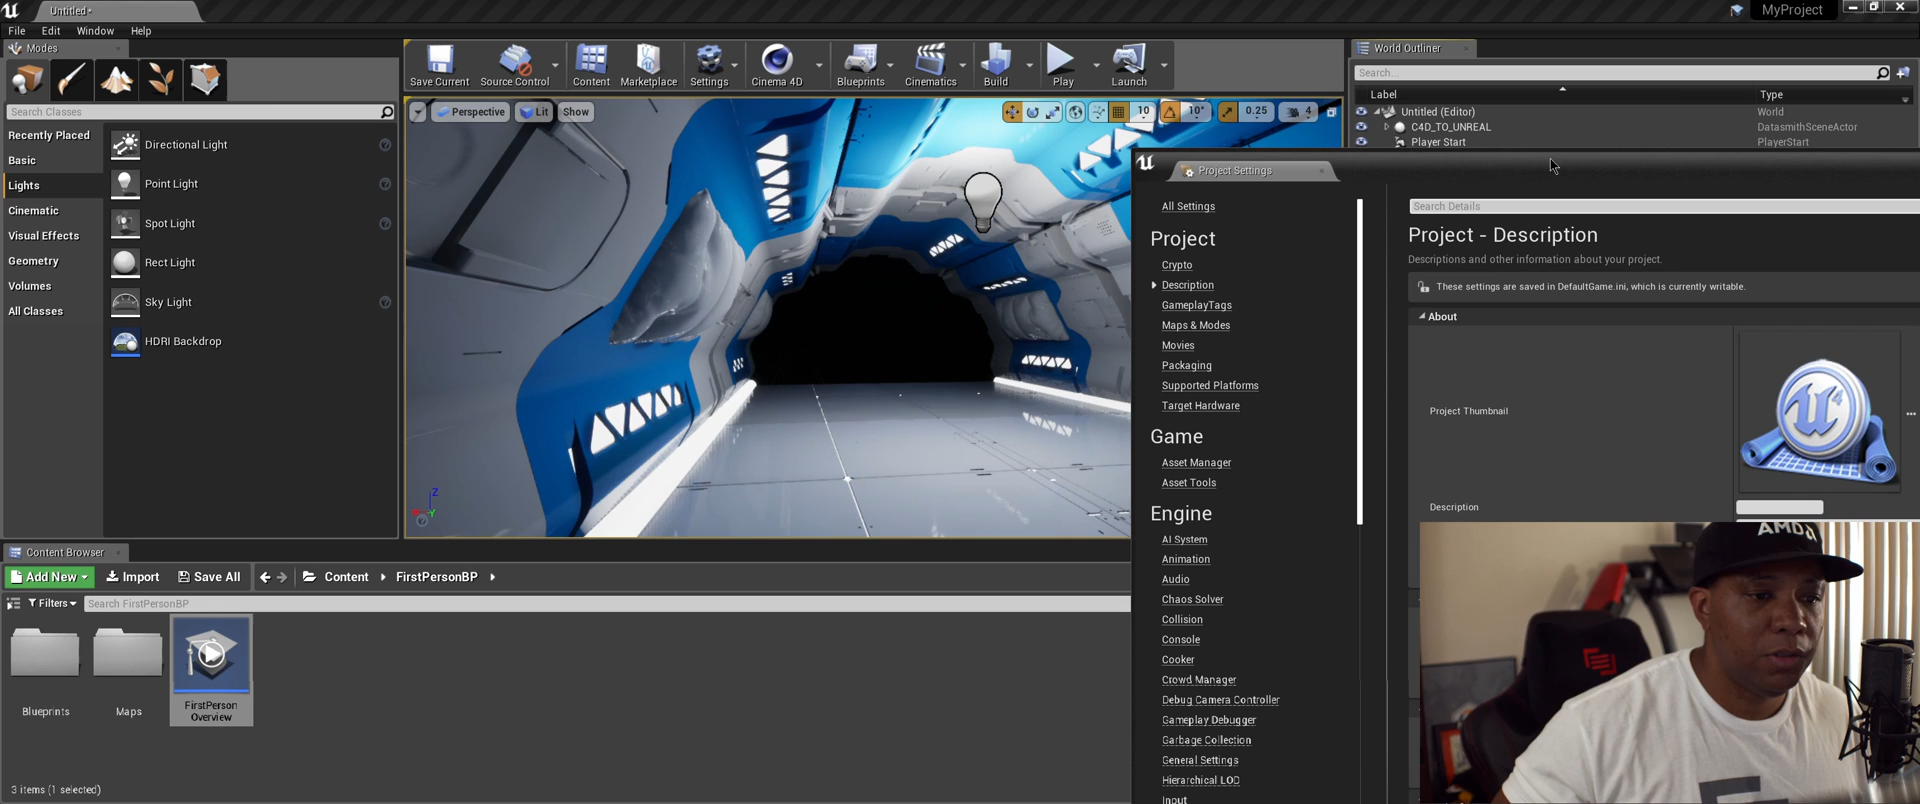 Untitled*
MyProject
File Edit Window Help
Modes
Search Classes
Recently Placed
Basic
Lights
Cinematic
Visual Effects
Geometry
Volumes
All Classes
Directional Light
Point Light
Spot Light
Rect Light
Sky Light
HDRI Backdrop
Save Current
Source Control
Content
Marketplace
Settings
Cinema 4D
Blueprints
Cinematics
Build
Play
Launch
Perspective
Lit
Show
10
10°
0.25
4
Z
Y
World Outliner
Search...
Label Type
Untitled (Editor) World
C4D_TO_UNREAL DatasmithSceneActor
Player Start PlayerStart
Project Settings
All Settings
Project
Crypto
Description
GameplayTags
Maps & Modes
Movies
Packaging
Supported Platforms
Target Hardware
Game
Asset Manager
Asset Tools
Engine
AI System
Animation
Audio
Chaos Solver
Collision
Console
Cooker
Crowd Manager
Debug Camera Controller
Gameplay Debugger
Garbage Collection
General Settings
Hierarchical LOD
Input
Search Details
Project - Description
Descriptions and other information about your project.
These settings are saved in DefaultGame.ini, which is currently writable.
About
Project Thumbnail
4
Description
AMD
Content Browser
Add New
Import
Save All
Content
FirstPersonBP
Filters
Search FirstPersonBP
Blueprints
Maps
FirstPerson
Overview
3 items (1 selected)